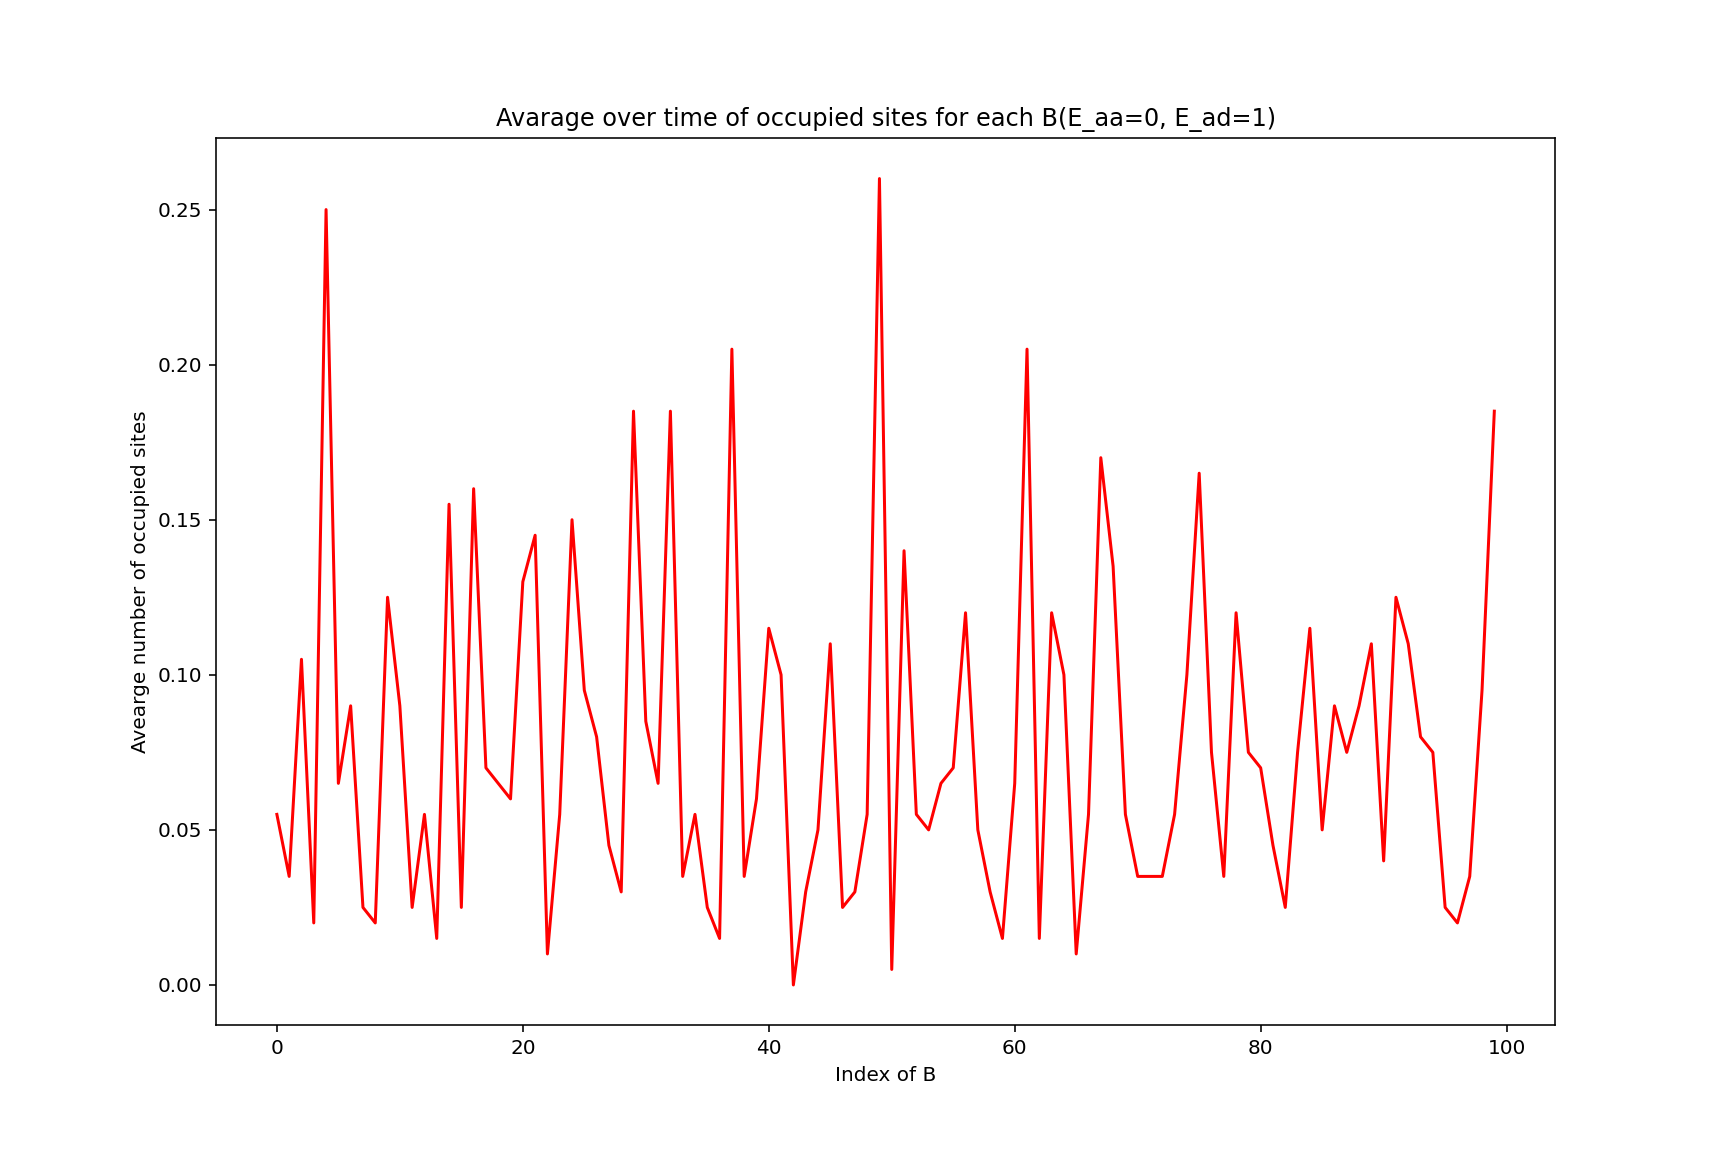 Avarage over time of occupied sites for each B(E_aa=0, E_ad=1)
Avearge number of occupied sites
0.25
0.20
0.15
0.10
0.05
0.00
0 20 40 60 80 100
Index of B